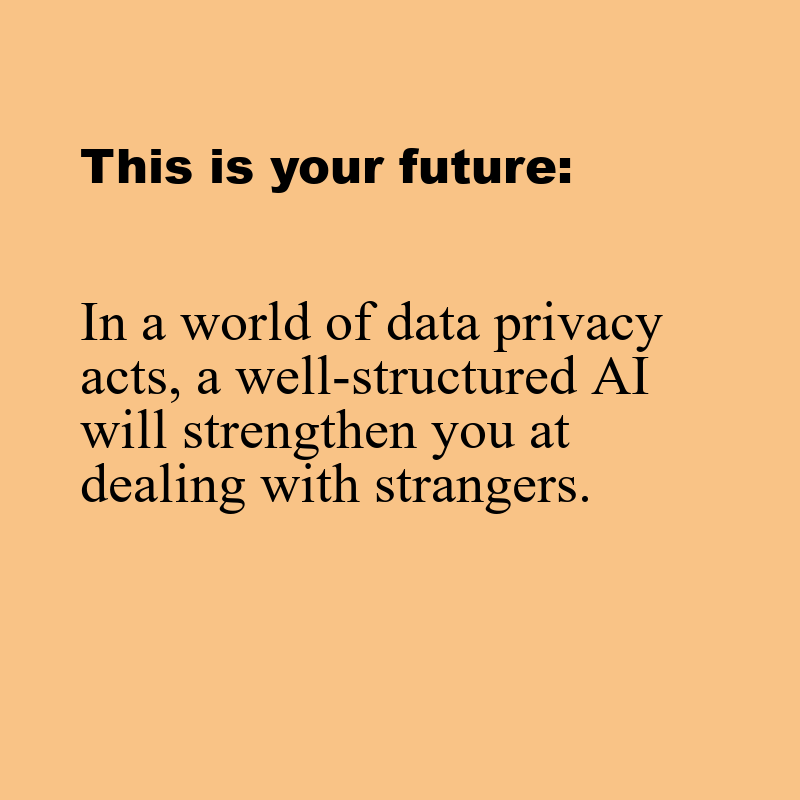 This is your future:
In a world of data privacy
acts, a well-structured AI
will strengthen you at
dealing with strangers.